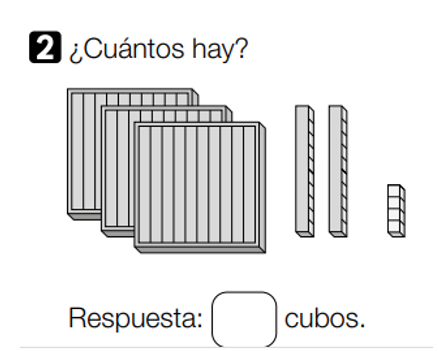 2 ¿Cuántos hay?
Respuesta: cubos.